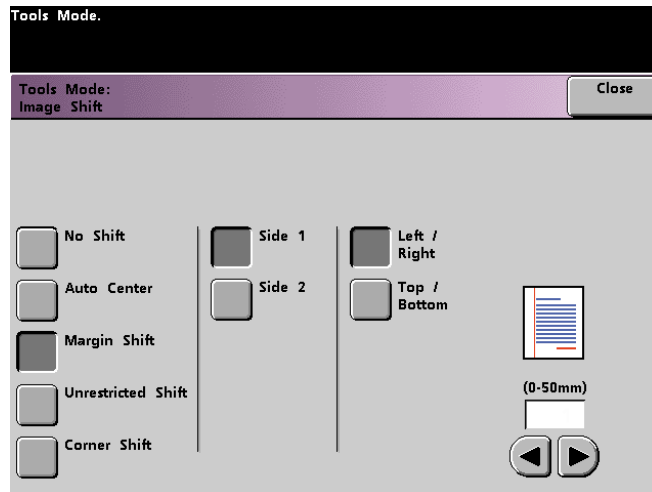 Tools Mode.
Tools Mode:
Image Shift
Close
No Shift
Auto Center
Margin Shift
Unrestricted Shift
Corner Shift
Side 1
Side 2
Left /
Right
Top /
Bottom
(0-50mm)